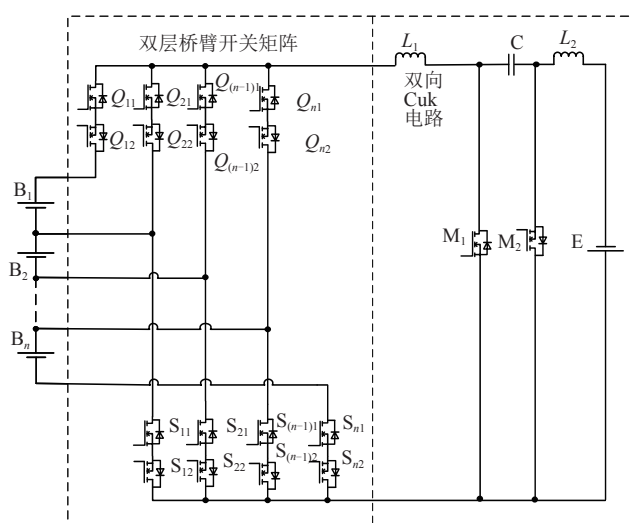 双层桥臂开关矩阵
L1
C
L2
双向
Cuk
电路
Q11
Q21
Q(n−1)1
Qn1
Q12
Q22
Q(n−1)2
Qn2
B1
B2
Bn
M1
M2
E
S11
S21
S(n−1)1
Sn1
S12
S22
S(n−1)2
Sn2